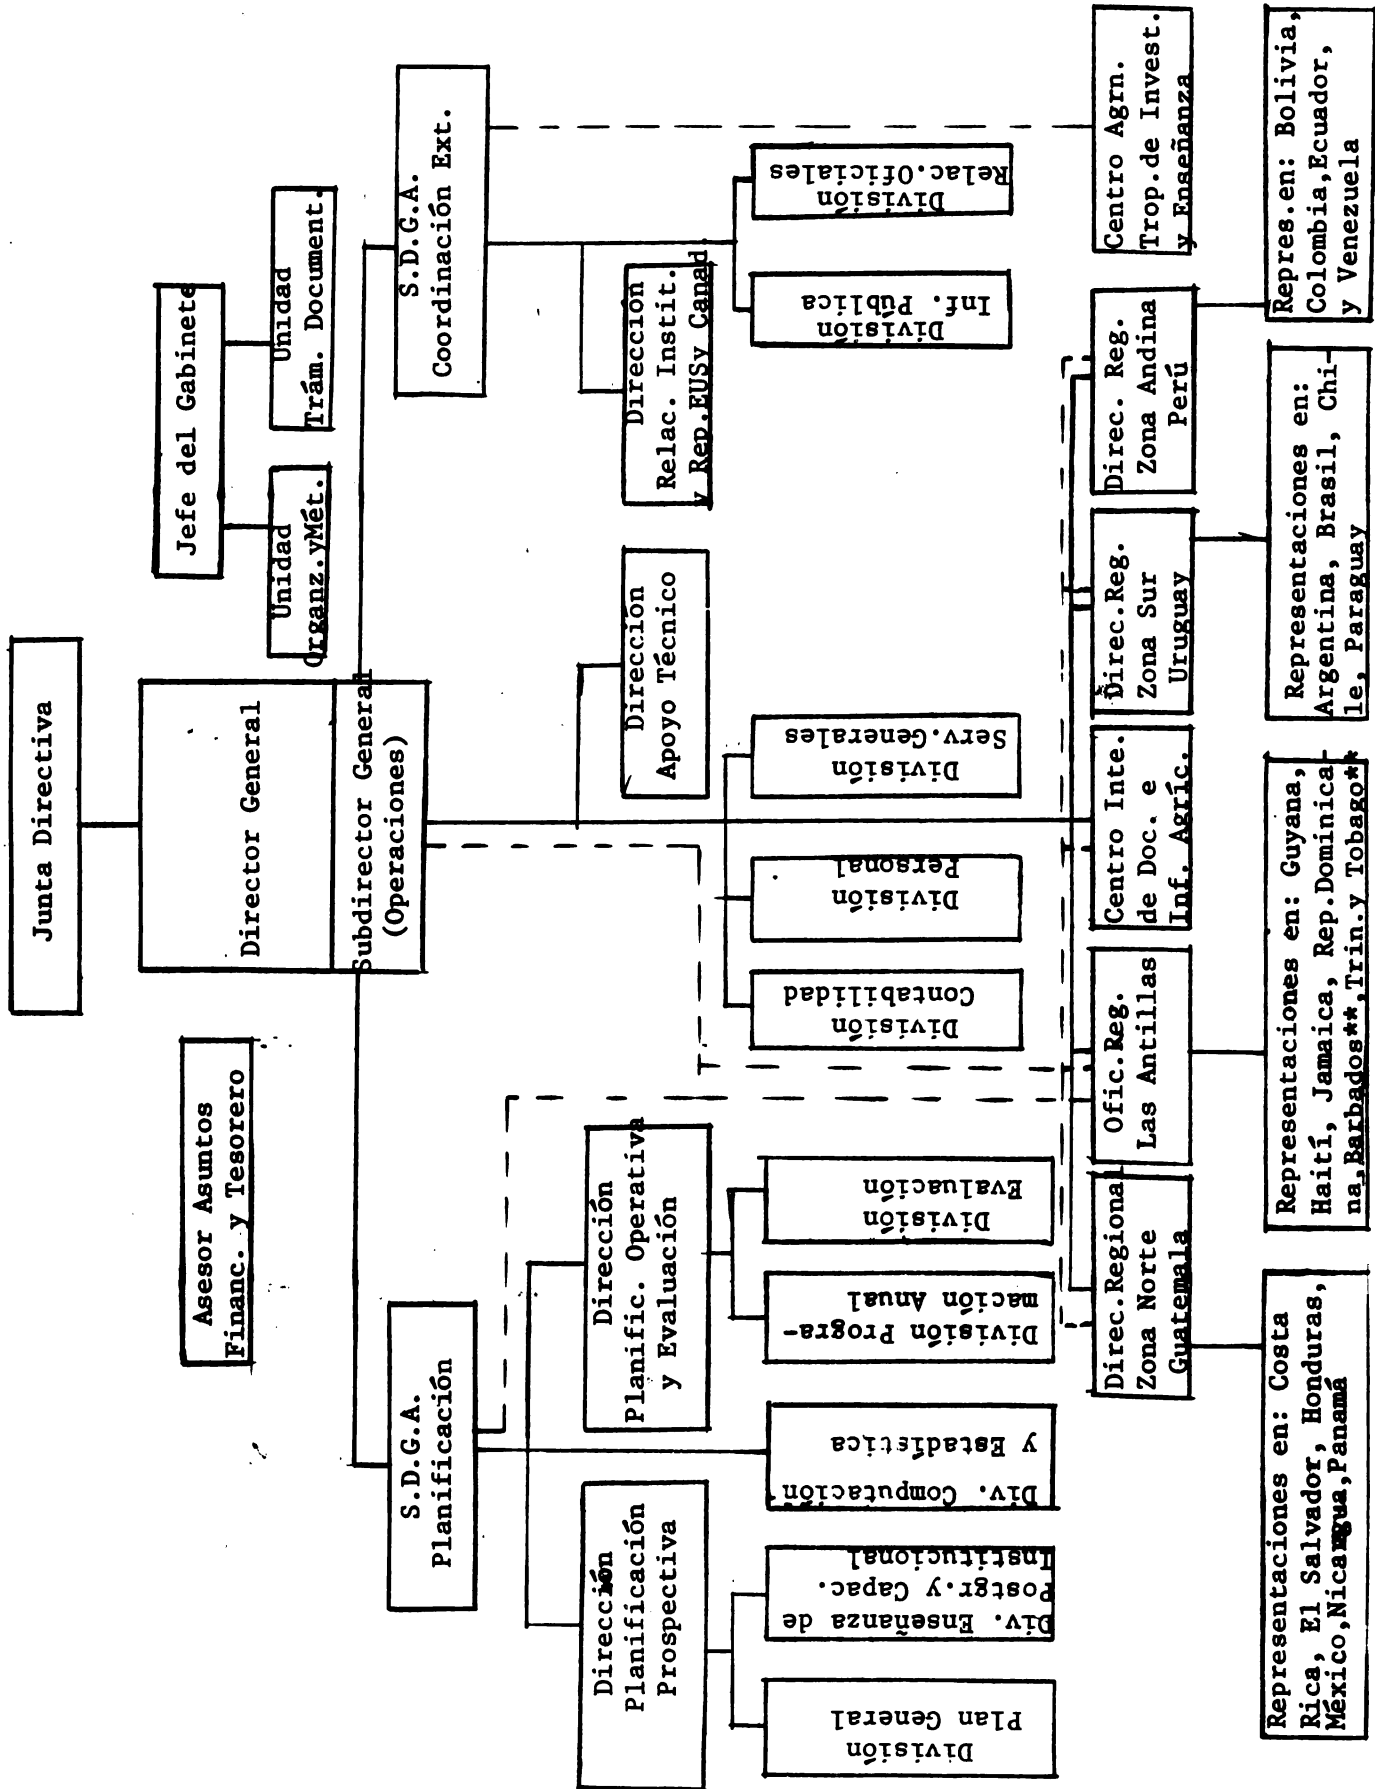 Junta Directiva
Director General
Subdirector General
(Operaciones)
Asesor Asuntos
Financ. y Tesorero
Jefe del Gabinete
Unidad
Organz.yMét.
Unidad
Trám. Document.
S.D.G.A.
Planificación
S.D.G.A.
Coordinación Ext.
Dirección
Planificación
Prospectiva
Dirección
Planific. Operativa
y Evaluación
Dirección
Apoyo Técnico
Dirección
Relac. Instit.
y Rep.EUSy Canad
División
Plan General
Div. Enseñanza de
Postgr.y Capac.
Institucional
Div. Computación
y Estadística
División Progra-
mación Anual
División
Evaluación
División
Contabilidad
División
Personal
División
Serv.Generales
División
Inf. Pública
División
Relac.Oficiales
Direc.Regional
Zona Norte
Guatemala
Ofic.Reg.
Las Antillas
Centro Inte.
de Doc. e
Inf. Agríc.
Direc.Reg.
Zona Sur
Uruguay
Direc. Reg.
Zona Andina
Perú
Centro Agrn.
Trop.de Invest.
y Enseñanza
Representaciones en: Costa
Rica, El Salvador, Honduras,
México,Nicaragua,Panamá
Representaciones en: Guyana,
Haití, Jamaica, Rep.Dominica-
na,Barbados**,Trin.y Tobago**
Representaciones en:
Argentina, Brasil, Chi-
le, Paraguay
Repres.en: Bolivia,
Colombia,Ecuador,
y Venezuela